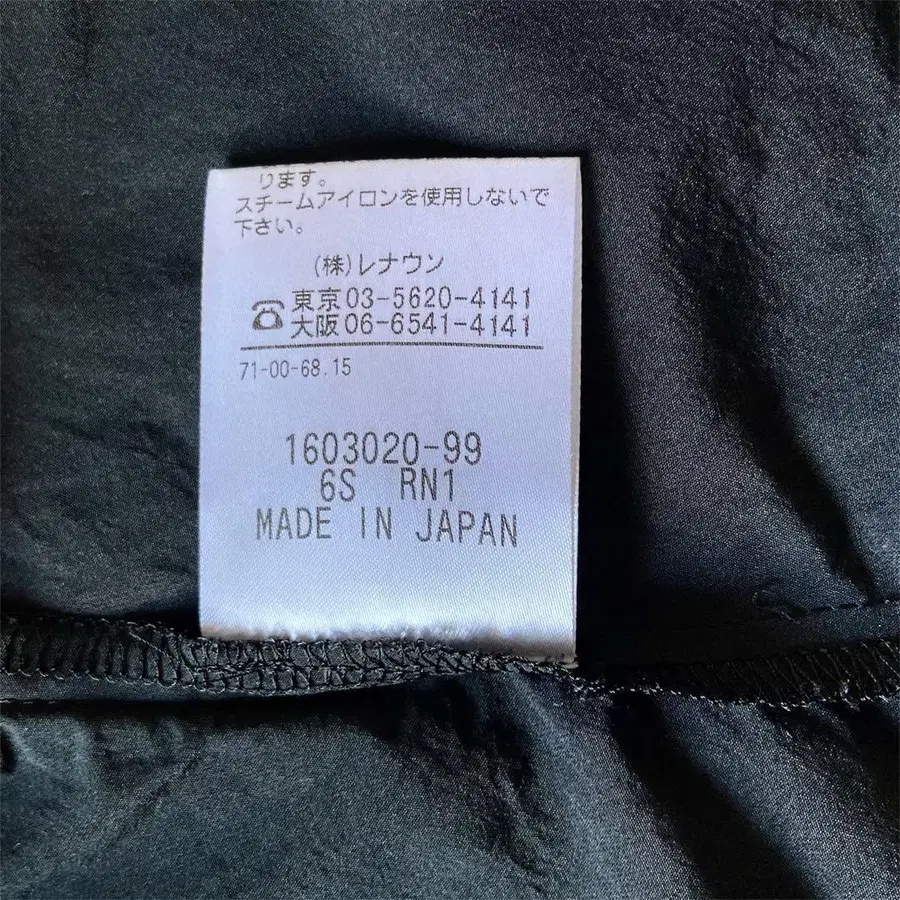 ります。
スチームアイロンを使用しないで
下さい。
(株)レナウン
☎東京03-5620-4141
大阪06-6541-4141
71-00-68.15
1603020-99
6S RN1
MADE IN JAPAN